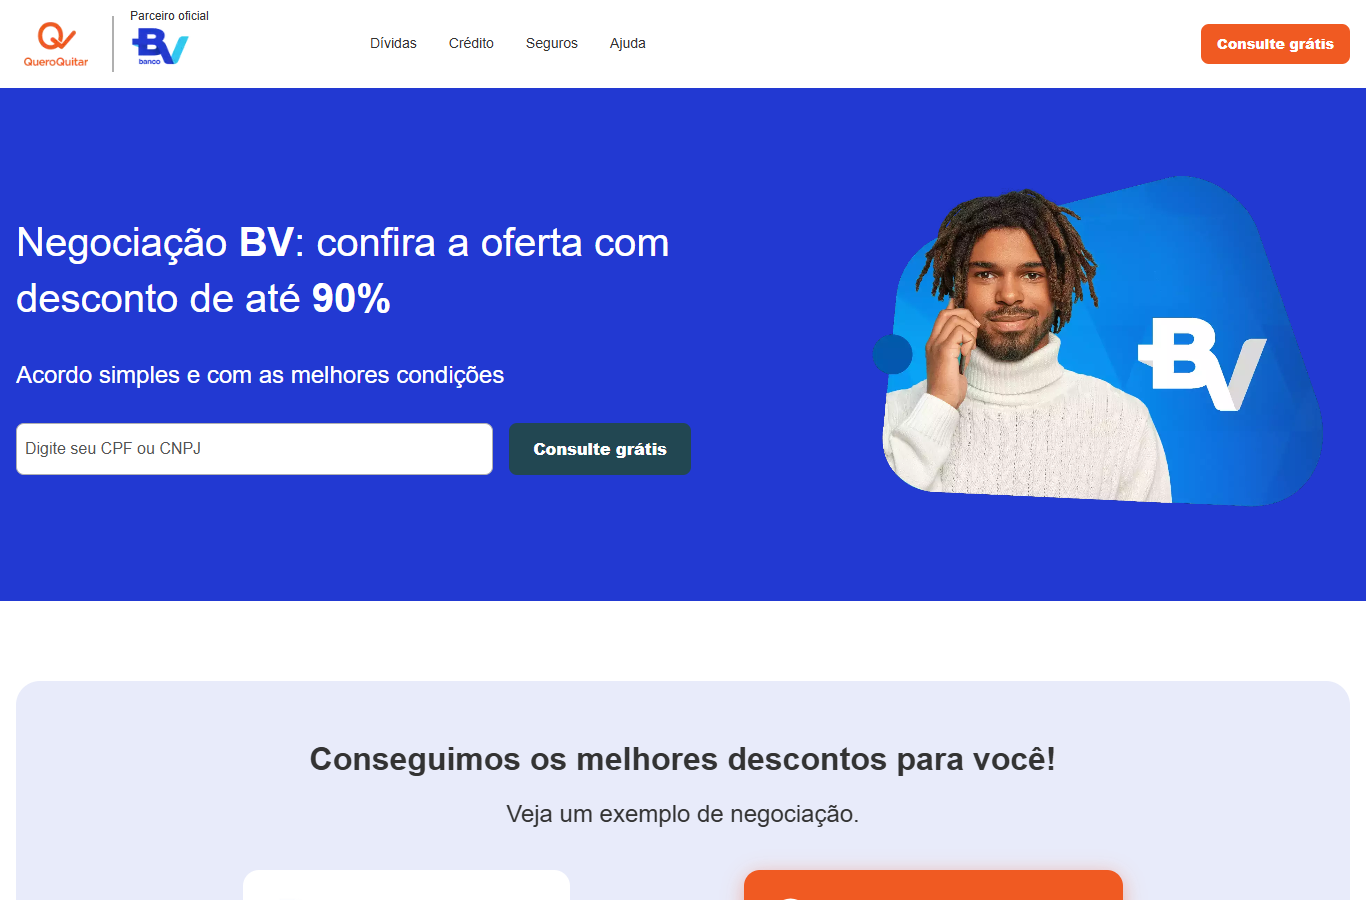 QueroQuitar
Parceiro oficial
BV
banco
Dívidas
Crédito
Seguros
Ajuda
Consulte grátis
Negociação BV: confira a oferta com
desconto de até 90%
Acordo simples e com as melhores condições
Digite seu CPF ou CNPJ
Consulte grátis
BV
Conseguimos os melhores descontos para você!
Veja um exemplo de negociação.